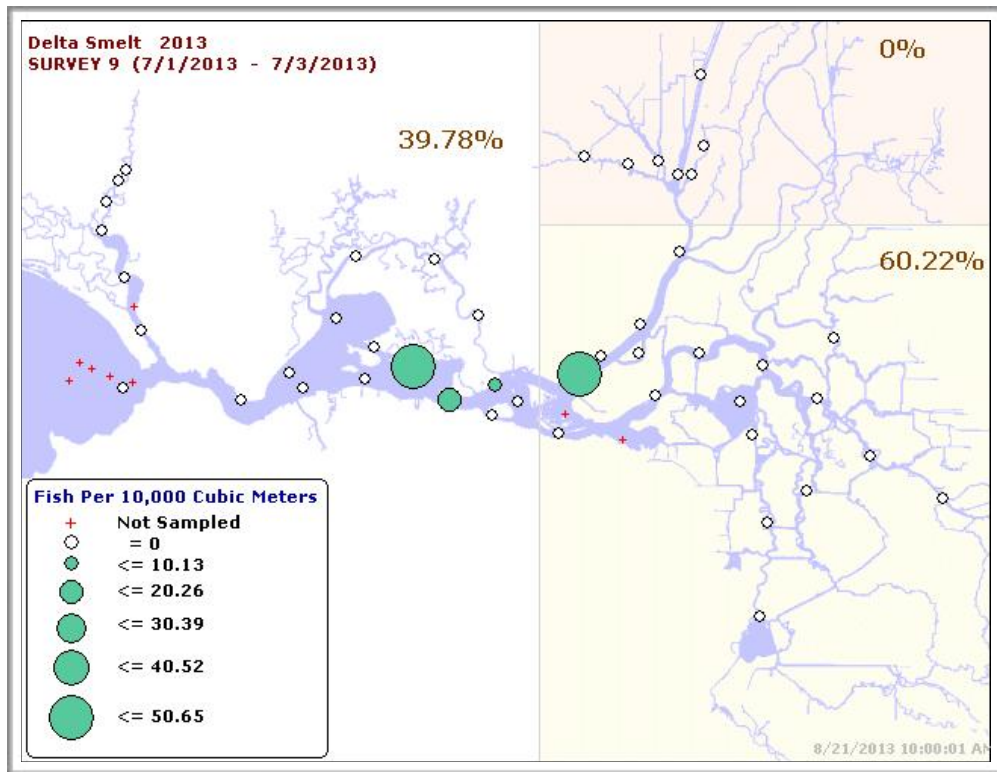 Delta Smelt 2013
SURVEY 9 (7/1/2013 - 7/3/2013)
0%
39.78%
60.22%
Fish Per 10,000 Cubic Meters
Not Sampled
= 0
<= 10.13
<= 20.26
<= 30.39
<= 40.52
<= 50.65
8/21/2013 10:00:01 AM